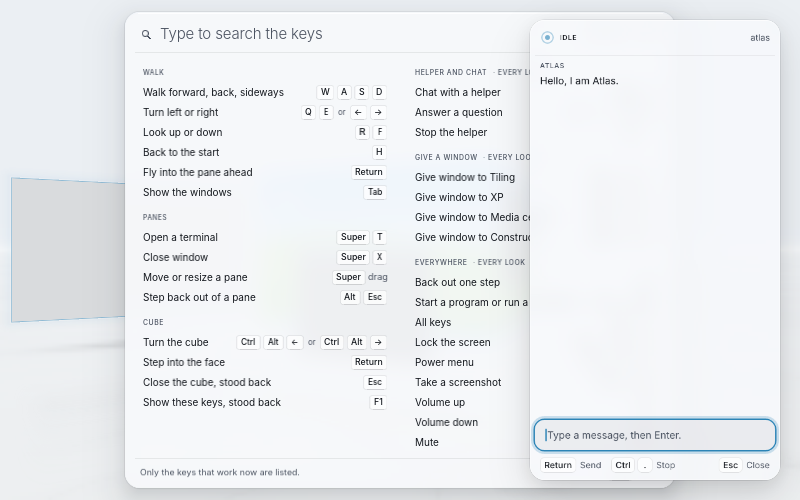 Type to search the keys
WALK
Walk forward, back, sideways W A S D
Turn left or right Q E or ← →
Look up or down R F
Back to the start H
Fly into the pane ahead Return
Show the windows Tab
PANES
Open a terminal Super T
Close window Super X
Move or resize a pane Super drag
Step back out of a pane Alt Esc
CUBE
Turn the cube Ctrl Alt ← or Ctrl Alt →
Step into the face Return
Close the cube, stood back Esc
Show these keys, stood back F1
HELPER AND CHAT · EVERY
Chat with a helper
Answer a question
Stop the helper
GIVE A WINDOW · EVERY
Give window to Tiling
Give window to XP
Give window to Media
Give window to
EVERYWHERE · EVERY LOOK
Back out one step
Start a program or run a
All keys
Lock the screen
Power menu
Take a screenshot
Volume up
Volume down
Mute
Only the keys that work now are listed.
IDLE atlas
ATLAS
Hello, I am Atlas.
Type a message, then Enter.
Return Send Ctrl . Stop Esc Close